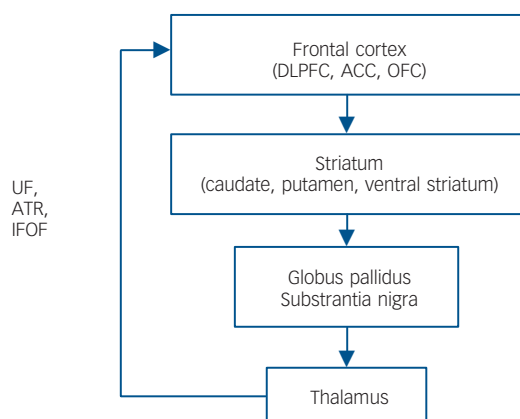 Frontal cortex
(DLPFC, ACC, OFC)
Striatum
(caudate, putamen, ventral striatum)
UF,
ATR,
IFOF
Globus pallidus
Substantia nigra
Thalamus